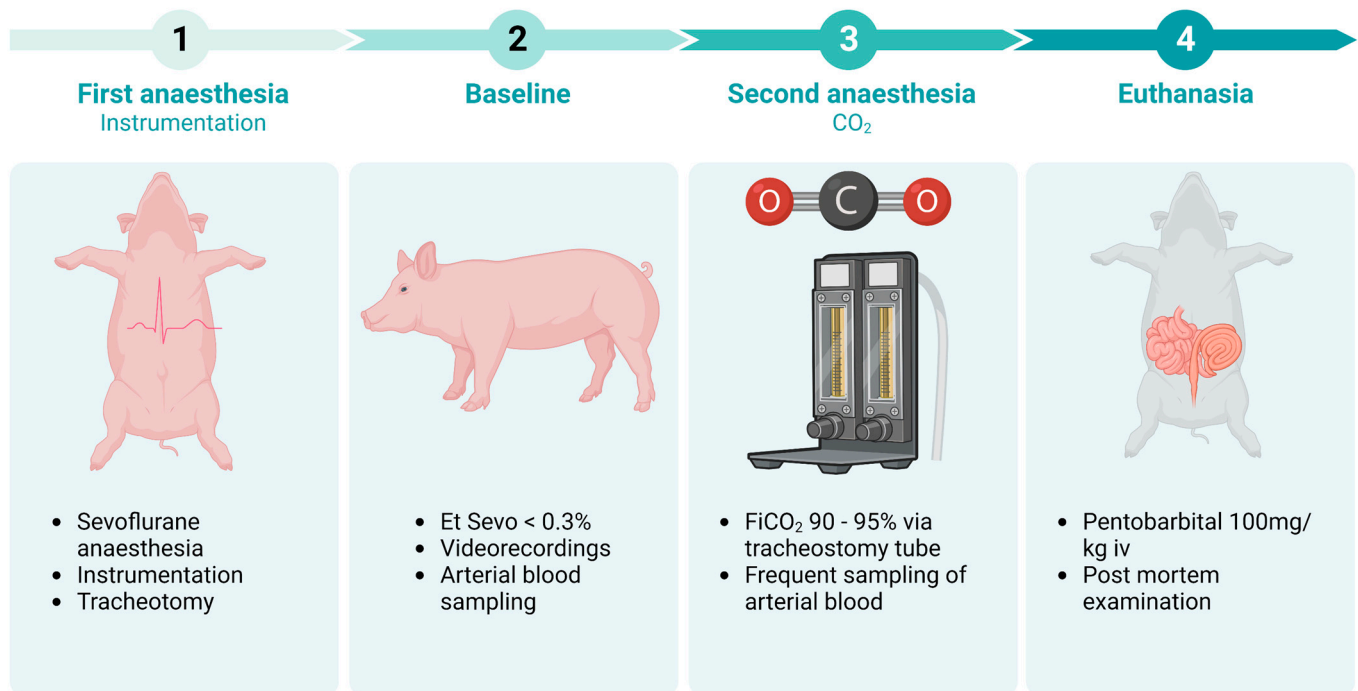 1
First anaesthesia
Instrumentation
• Sevoflurane
anaesthesia
• Instrumentation
• Tracheotomy
2
Baseline
• Et Sevo < 0.3%
• Videorecordings
• Arterial blood
sampling
3
Second anaesthesia
CO₂
O C O
• FiCO₂ 90 - 95% via
tracheostomy tube
• Frequent sampling of
arterial blood
4
Euthanasia
• Pentobarbital 100mg/
kg iv
• Post mortem
examination